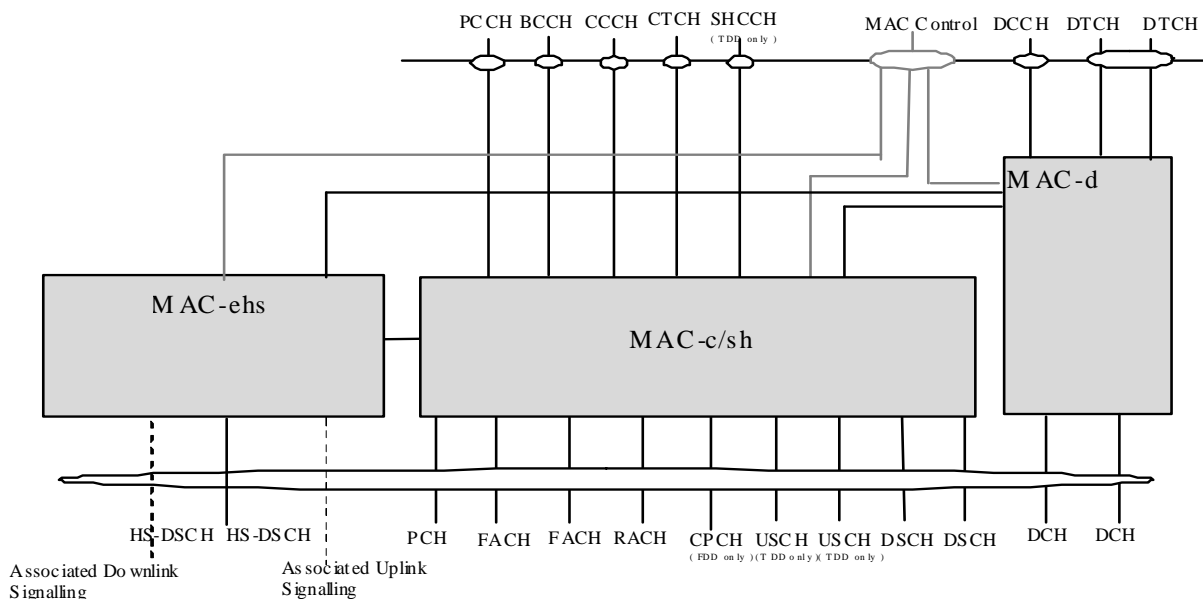 PCCH BCCH CCCH CTCH SHCCH MAC Control DCCH DTCH DTCH
( TDD only )
MAC-d
MAC-ehs
MAC-c/sh
HS-DSCH HS-DSCH PCH FACH FACH RACH CPCH USCH USCH DSCH DSCH DCH DCH
( FDD only ) ( TDD only ) ( TDD only )
Associated Downlink
Signalling
Associated Uplink
Signalling